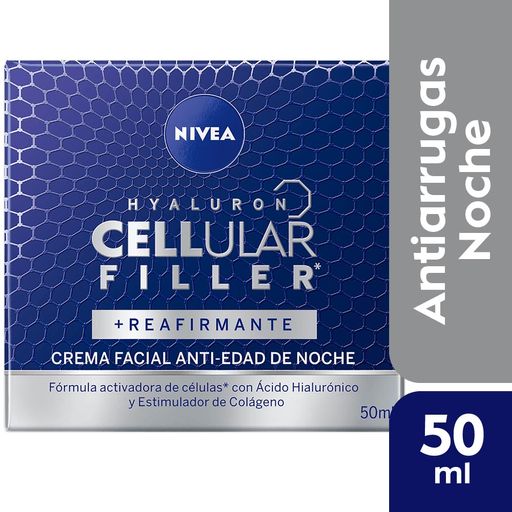 NIVEA
HYALURON
CELLULAR
FILLER*
+REAFIRMANTE
CREMA FACIAL ANTI-EDAD DE NOCHE
Fórmula activadora de células* con Ácido Hialurónico
y Estimulador de Colágeno
50ml
Antiarrugas
Noche
50
ml